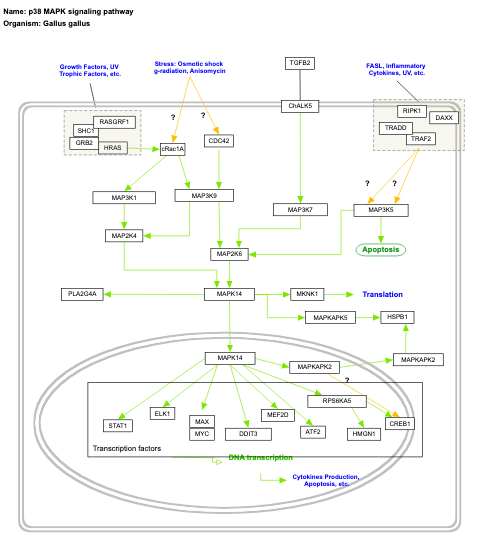 Name: p38 MAPK signaling pathway
Organism: Gallus gallus
Growth Factors, UV
Trophic Factors, etc.
Stress: Osmotic shock
g-radiation, Anisomycin
TGFB2
FASL, Inflammatory
Cytokines, UV, etc.
ChALK5
RIPK1
DAXX
TRADD
TRAF2
RASGRF1
SHC1
GRB2
HRAS
?
?
cRac1A
CDC42
?
?
MAP3K1
MAP3K9
MAP3K7
MAP3K5
MAP2K4
MAP2K6
Apoptosis
PLA2G4A
MAPK14
MKNK1
Translation
MAPKAPK5
HSPB1
MAPK14
MAPKAPK2
MAPKAPK2
?
RPS6KA5
STAT1
ELK1
MAX
MYC
DDIT3
MEF2D
ATF2
HMGN1
CREB1
Transcription factors
DNA transcription
Cytokines Production,
Apoptosis, etc.